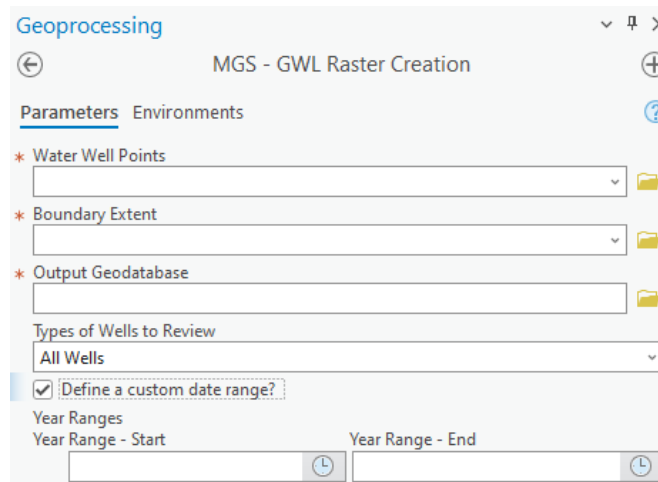 Geoprocessing
MGS - GWL Raster Creation
Parameters Environments
* Water Well Points
* Boundary Extent
* Output Geodatabase
Types of Wells to Review
All Wells
Define a custom date range?
Year Ranges
Year Range - Start Year Range - End